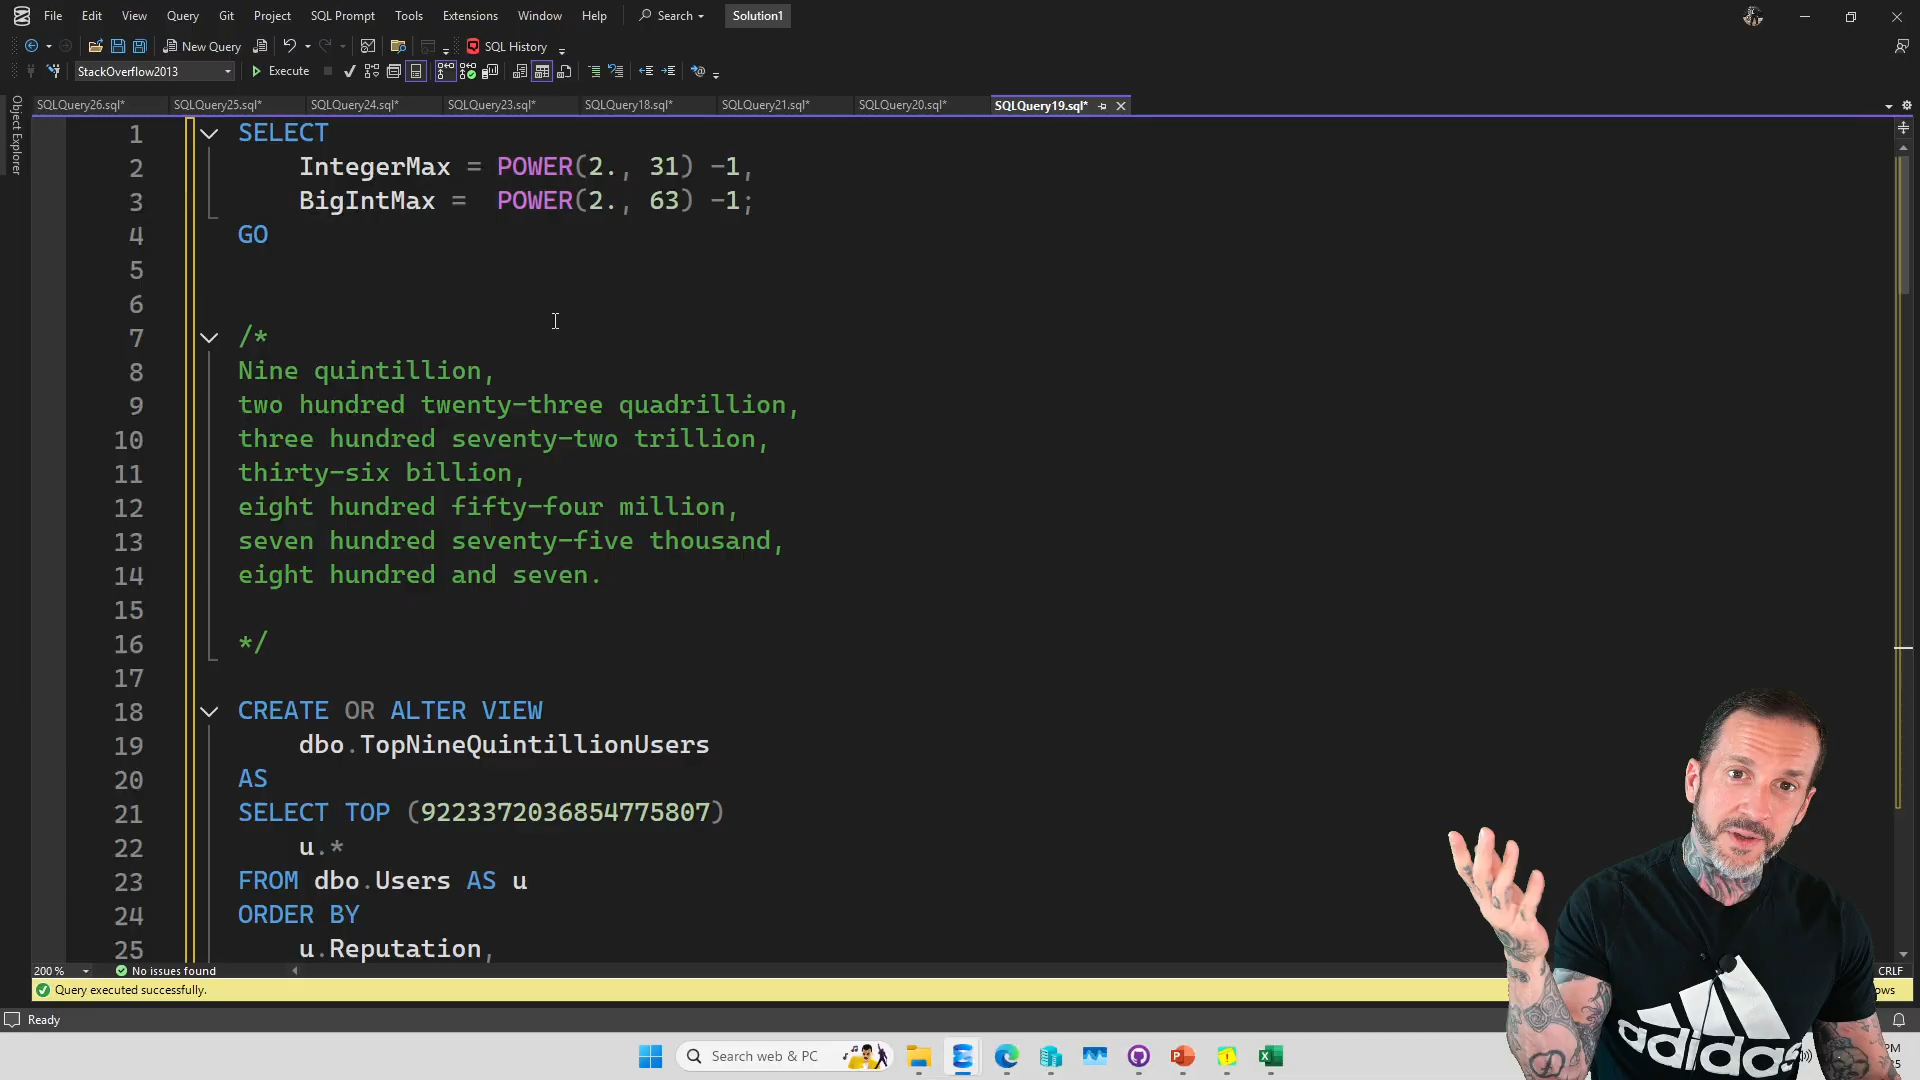 File Edit View Query Git Project SQL Prompt Tools Extensions Window Help Search Solution1
New Query SQL History
StackOverflow2013 Execute
Object Explorer
SQLQuery26.sql* SQLQuery25.sql* SQLQuery24.sql* SQLQuery23.sql* SQLQuery18.sql* SQLQuery21.sql* SQLQuery20.sql* SQLQuery19.sql*
1 SELECT
2 IntegerMax = POWER(2., 31) -1,
3 BigIntMax = POWER(2., 63) -1;
4 GO
5
6
7 /*
8 Nine quintillion,
9 two hundred twenty-three quadrillion,
10 three hundred seventy-two trillion,
11 thirty-six billion,
12 eight hundred fifty-four million,
13 seven hundred seventy-five thousand,
14 eight hundred and seven.
15
16 */
17
18 CREATE OR ALTER VIEW
19 dbo.TopNineQuintillionUsers
20 AS
21 SELECT TOP (9223372036854775807)
22 u.*
23 FROM dbo.Users AS u
24 ORDER BY
25 u.Reputation,
200 % No issues found CRLF
Query executed successfully. ows
Ready
Search web & PC PM
adidas